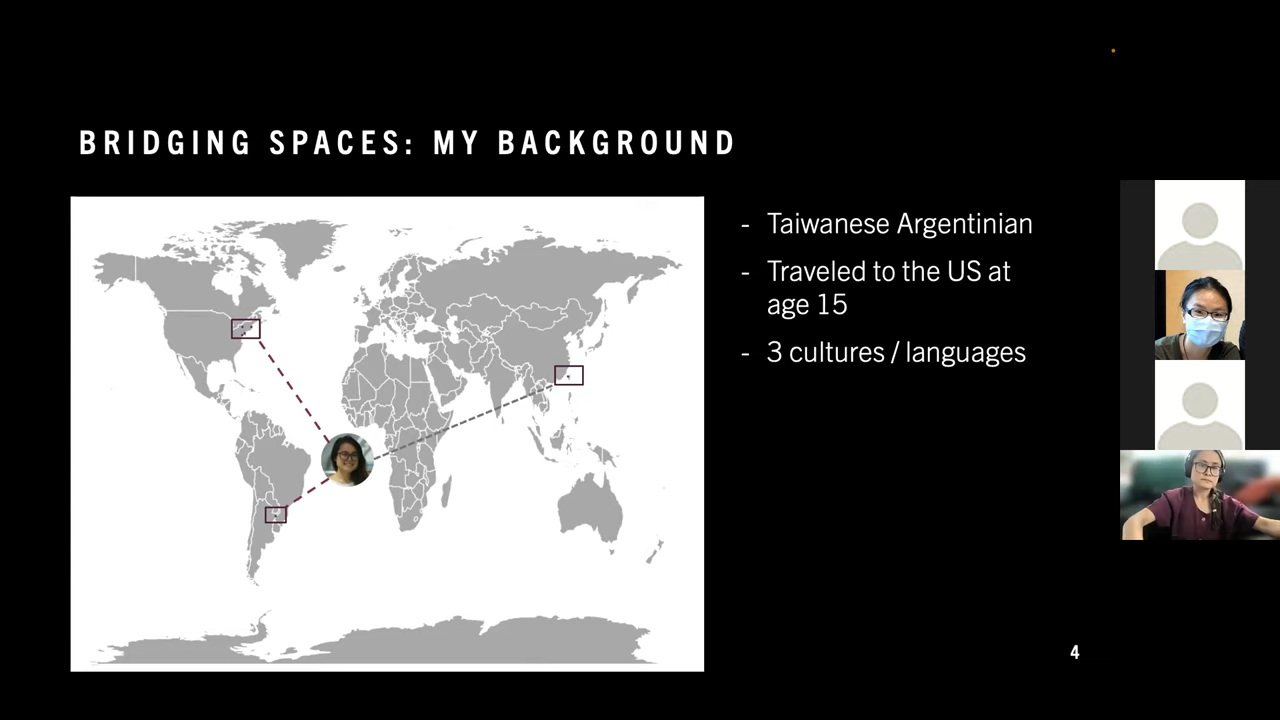 BRIDGING SPACES: MY BACKGROUND
- Taiwanese Argentinian
- Traveled to the US at
age 15
- 3 cultures / languages
4